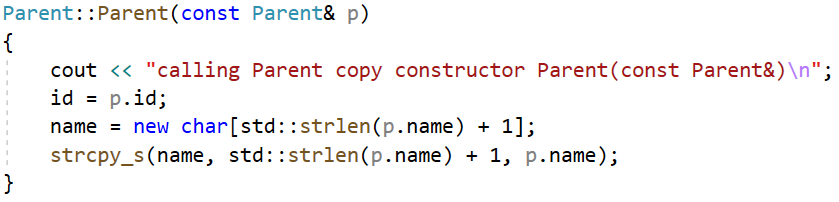 Parent::Parent(const Parent& p)
{
    cout << "calling Parent copy constructor Parent(const Parent&)\n";
    id = p.id;
    name = new char[std::strlen(p.name) + 1];
    strcpy_s(name, std::strlen(p.name) + 1, p.name);
}